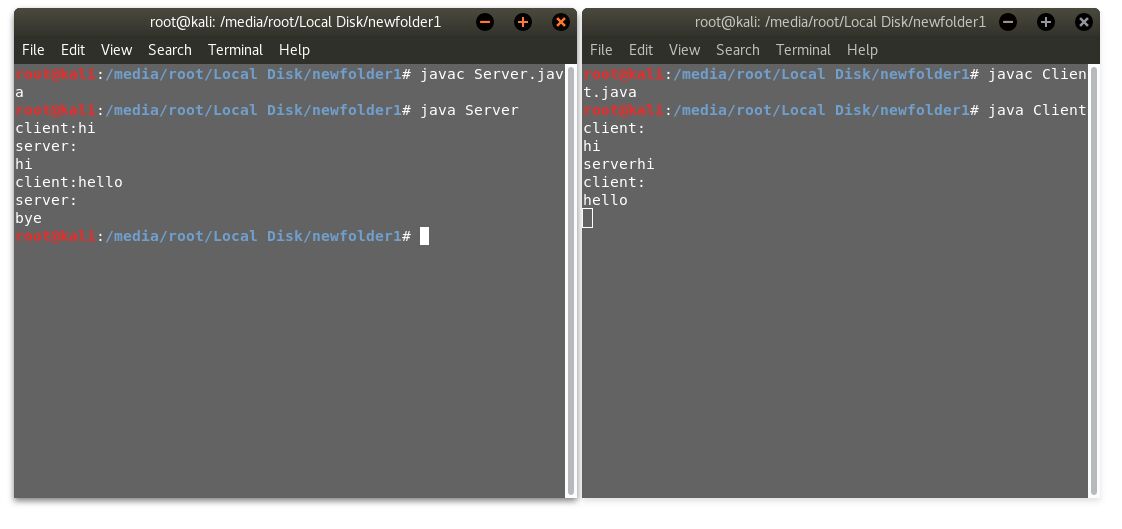 root@kali: /media/root/Local Disk/newfolder1
File Edit View Search Terminal Help
root@kali:/media/root/Local Disk/newfolder1# javac Server.jav
a
root@kali:/media/root/Local Disk/newfolder1# java Server
client:hi
server:
hi
client:hello
server:
bye
root@kali:/media/root/Local Disk/newfolder1#
root@kali: /media/root/Local Disk/newfolder1
File Edit View Search Terminal Help
root@kali:/media/root/Local Disk/newfolder1# javac Clien
t.java
root@kali:/media/root/Local Disk/newfolder1# java Client
client:
hi
serverhi
client:
hello